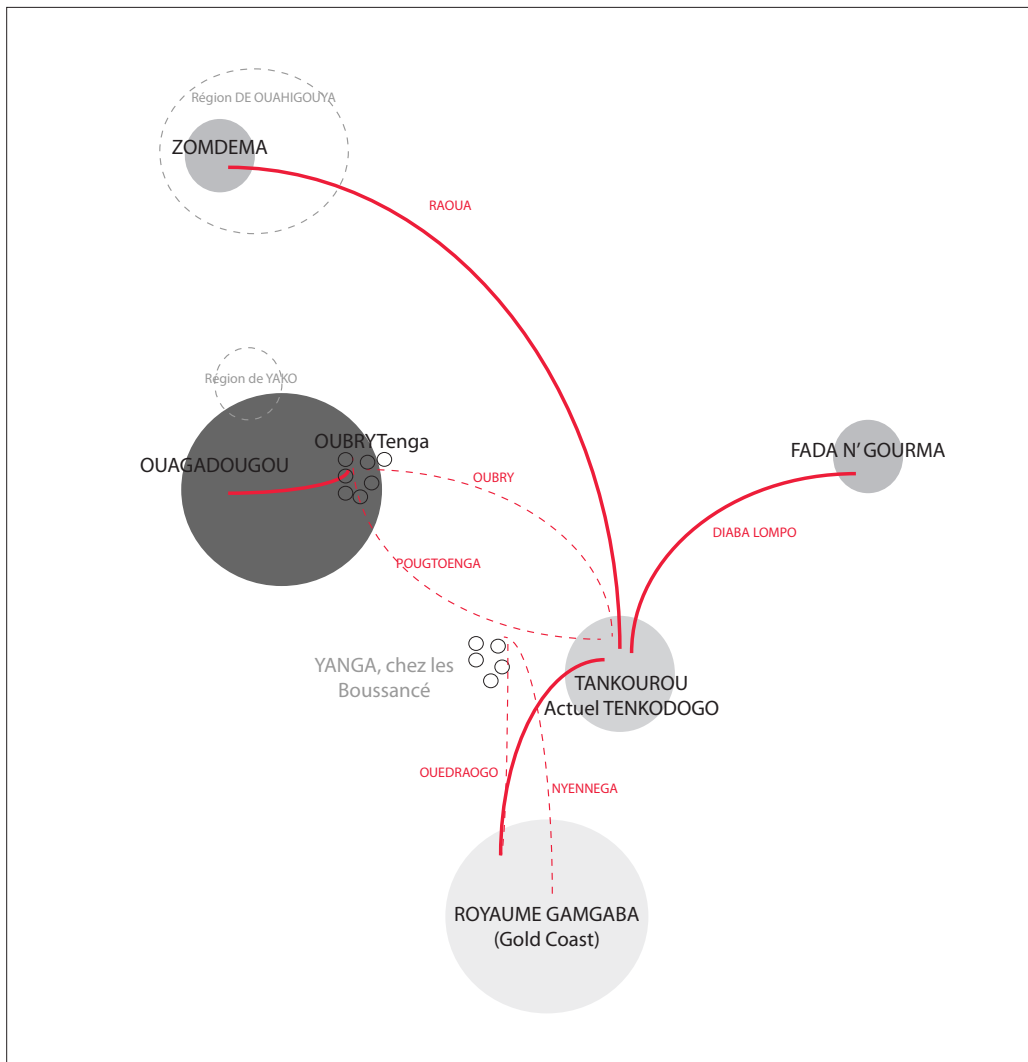 Région DE OUAHIGOUYA
ZOMDEMA
RAOUA
Région de YAKO
OUBRYTenga
OUAGADOUGOU
FADA N' GOURMA
OUBRY
DIABA LOMPO
POUGTOENGA
YANGA, chez les
Boussancé
TANKOUROU
Actuel TENKODOGO
OUEDRAOGO
NYENNEGA
ROYAUME GAMGABA
(Gold Coast)